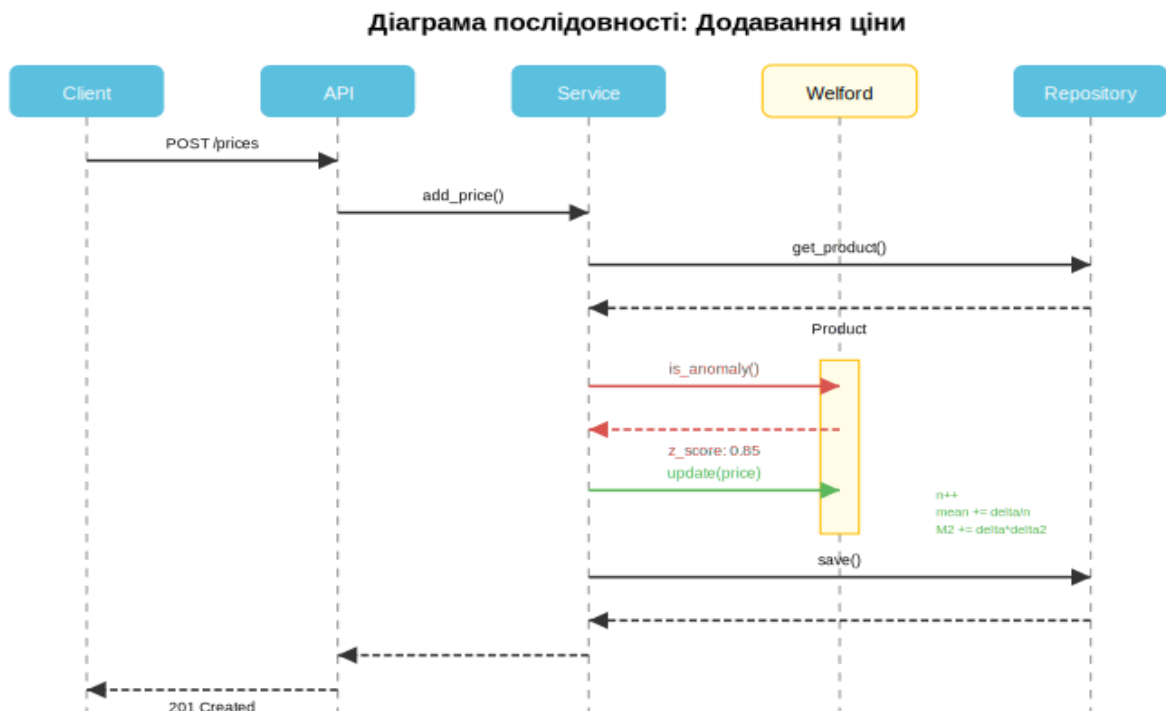 Діаграма послідовності: Додавання ціни
Client
API
Service
Welford
Repository
POST /prices
add_price()
get_product()
Product
is_anomaly()
z_score: 0.85
update(price)
n++
mean += delta/n
M2 += delta*delta2
save()
201 Created